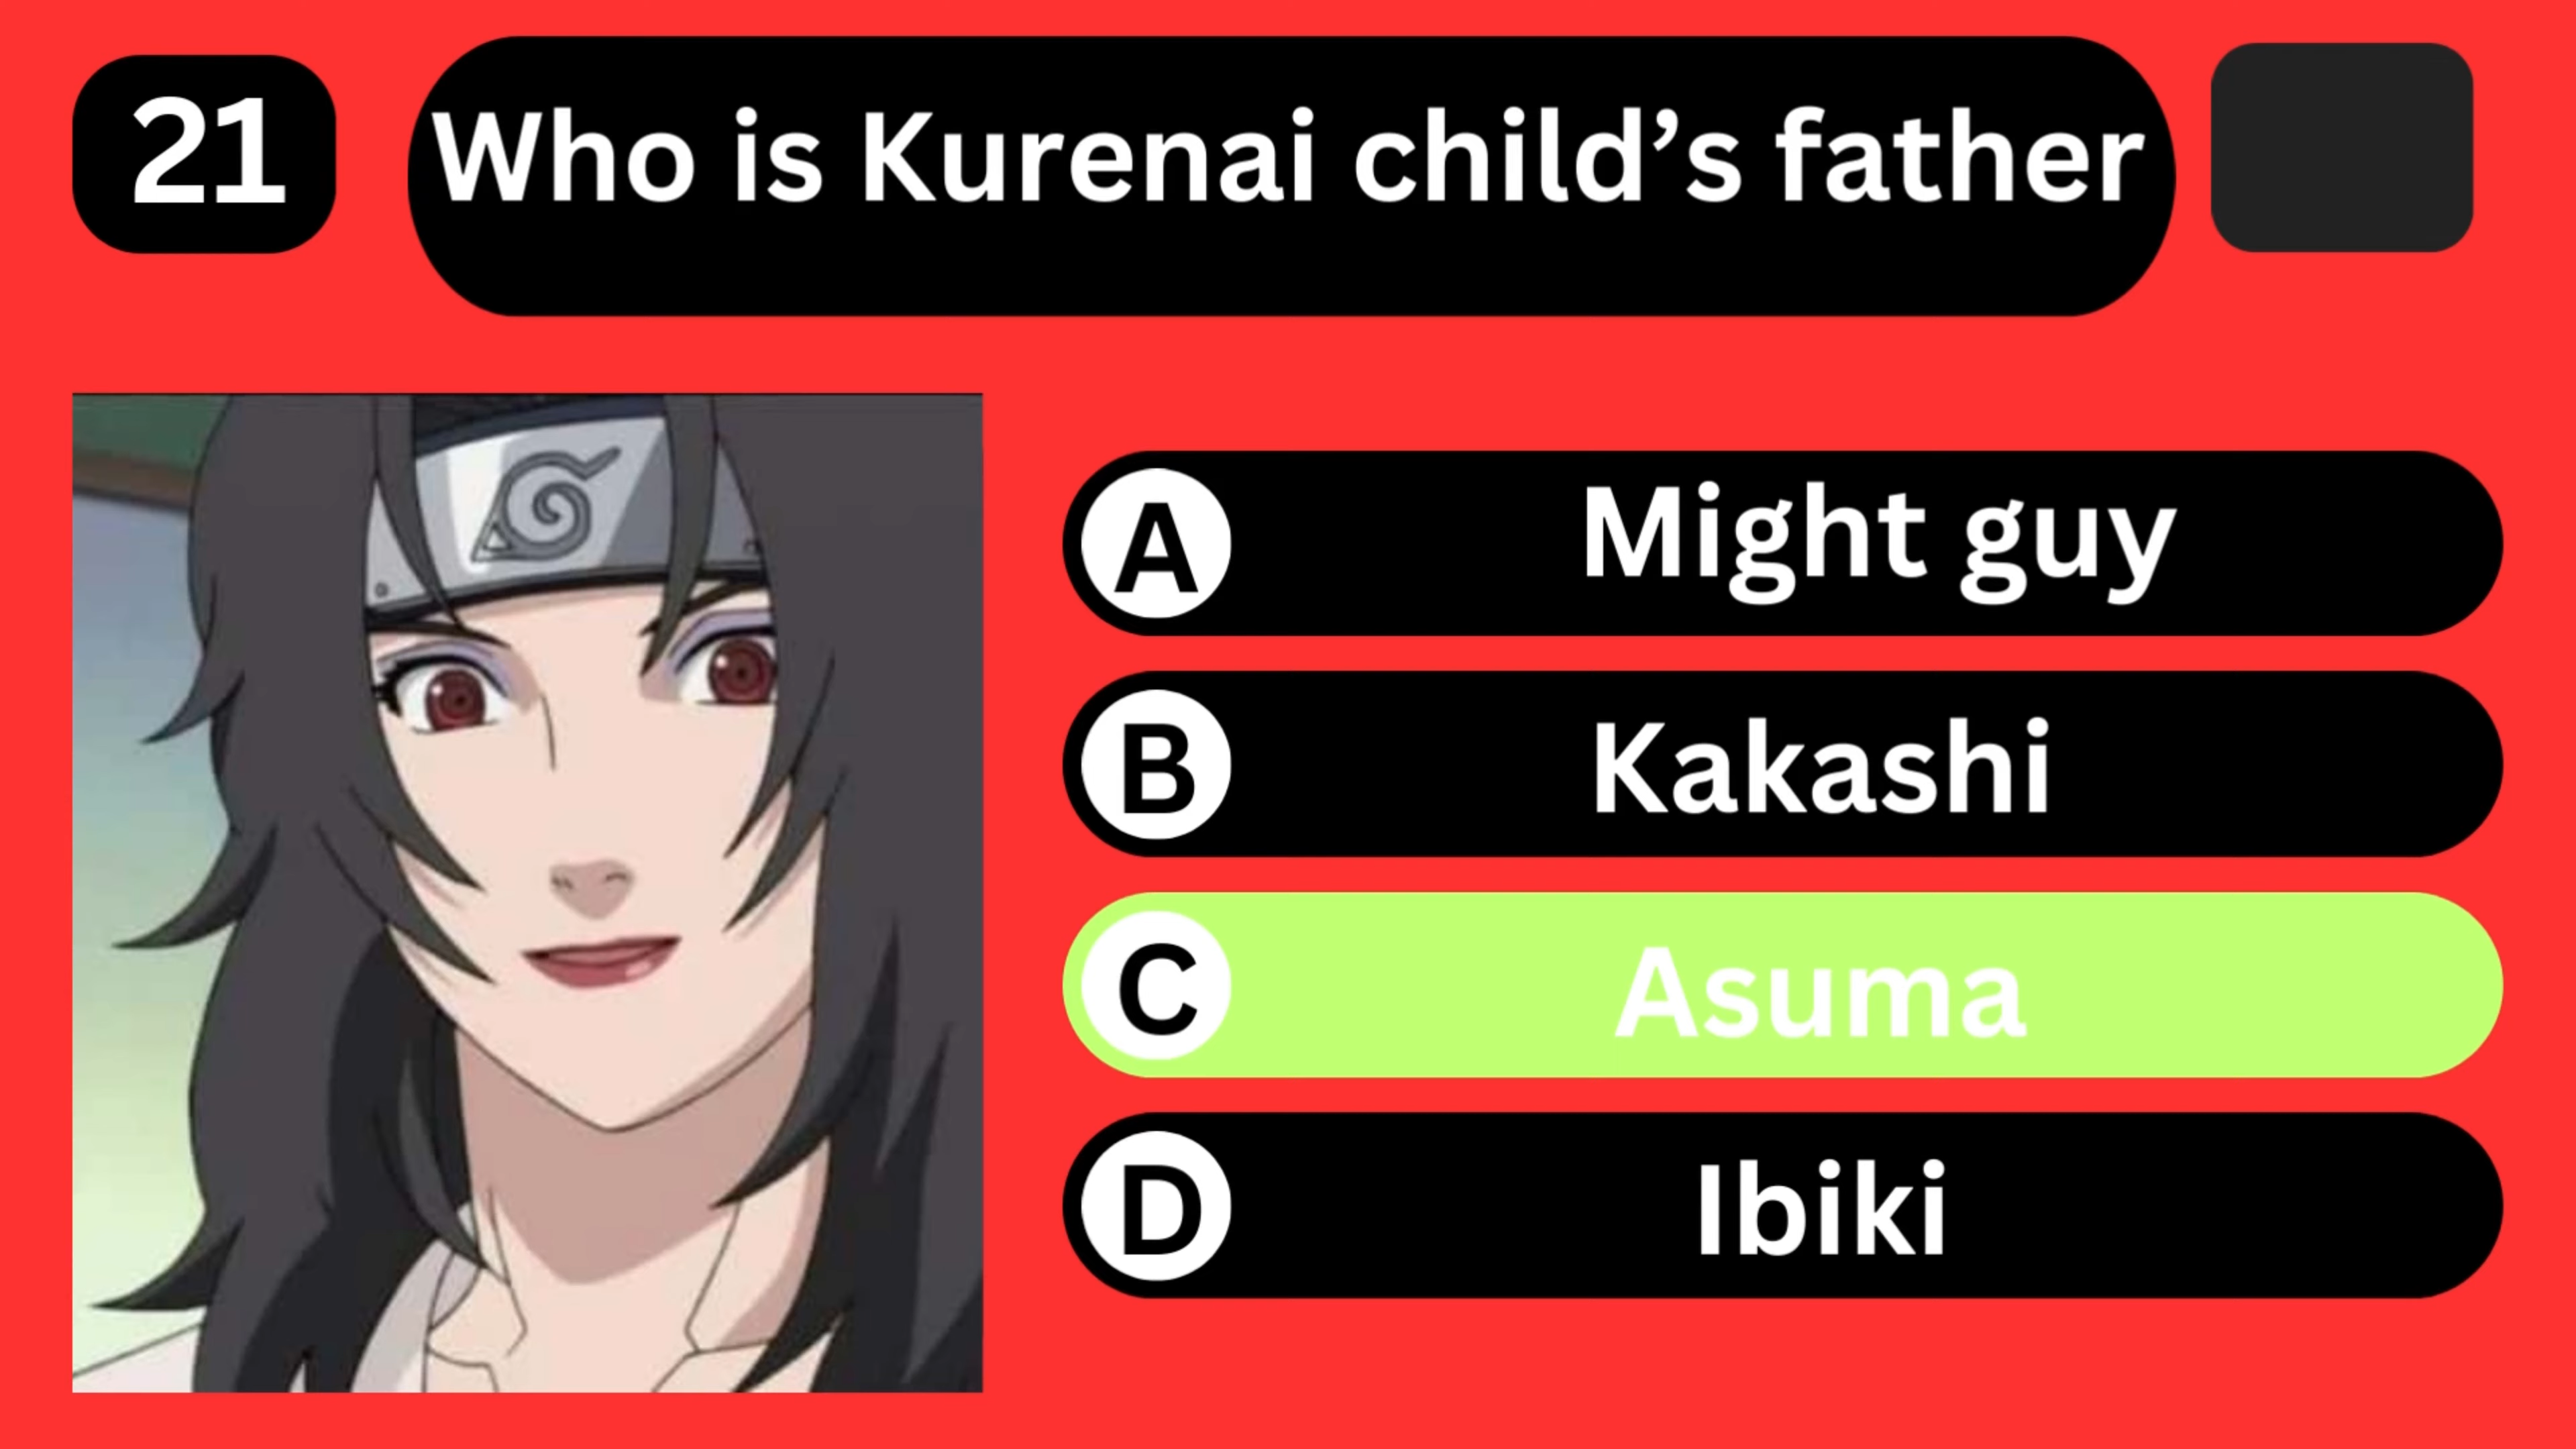 21
Who is Kurenai child’s father
A Might guy
B Kakashi
C Asuma
D Ibiki